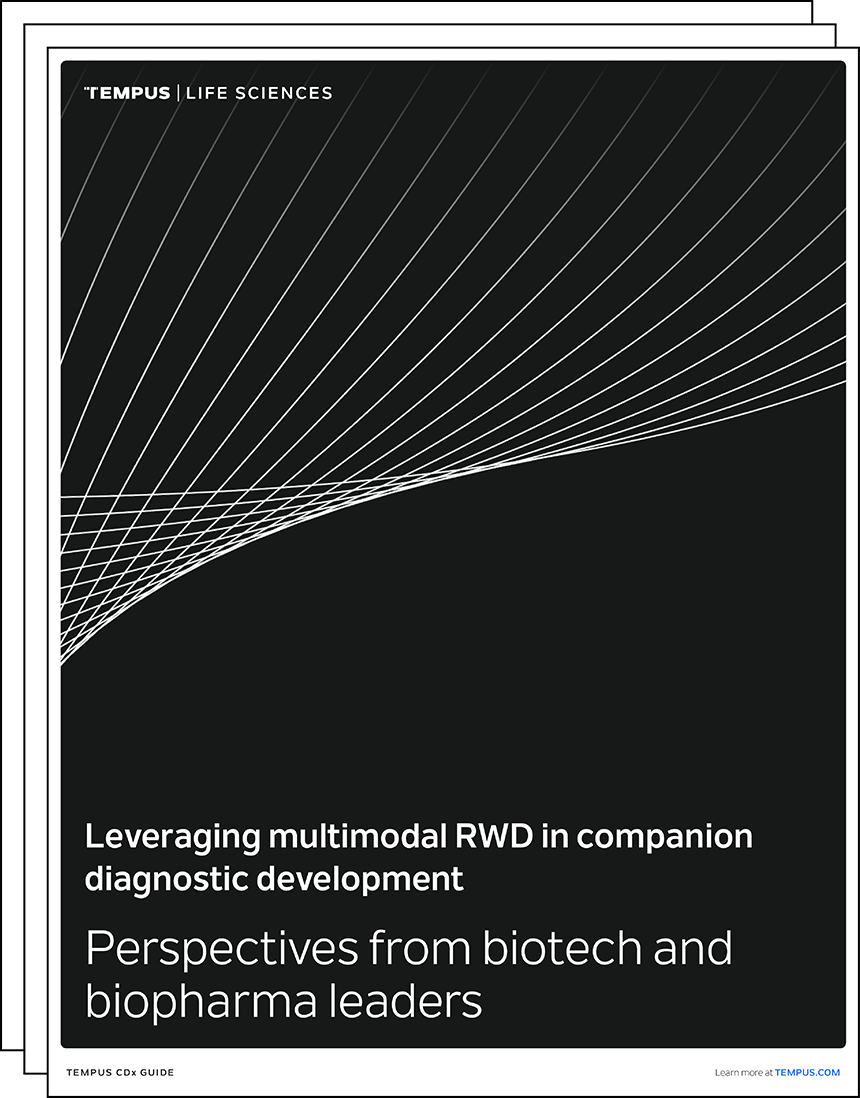 TEMPUS | LIFE SCIENCES
Leveraging multimodal RWD in companion
diagnostic development
Perspectives from biotech and
biopharma leaders
TEMPUS CDx GUIDE
Learn more at TEMPUS.COM